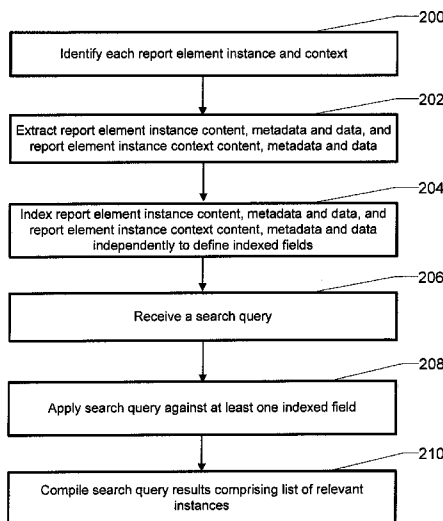 200
Identify each report element instance and context
202
Extract report element instance content, metadata and data, and
report element instance context content, metadata and data
204
Index report element instance content, metadata and data, and
report element instance context content, metadata and data
independently to define indexed fields
206
Receive a search query
208
Apply search query against at least one indexed field
210
Compile search query results comprising list of relevant
instances